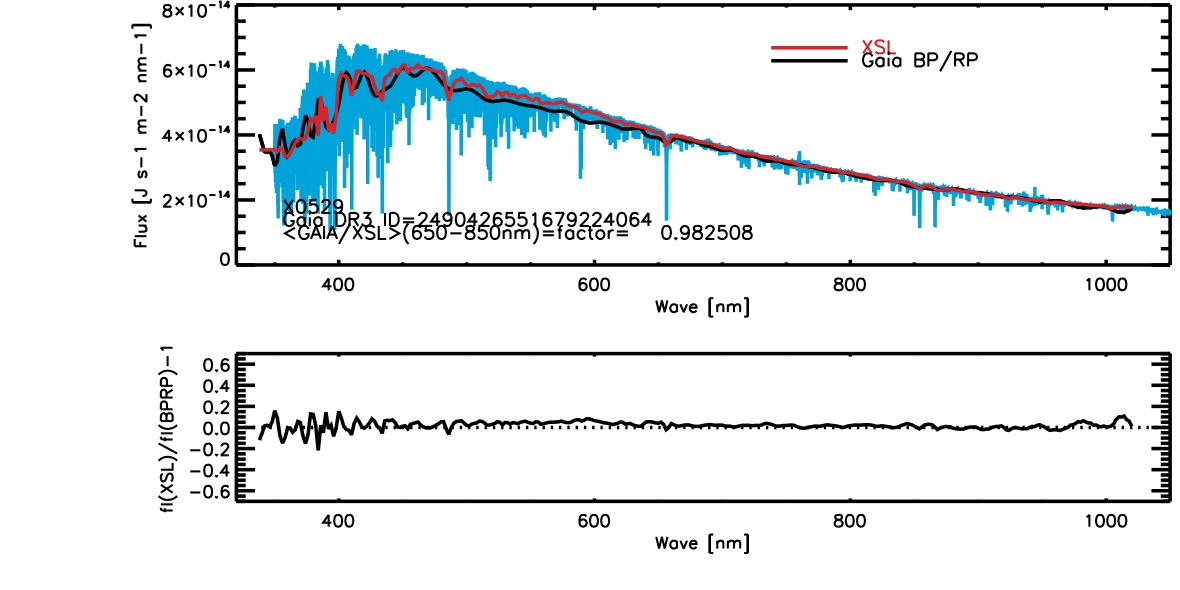 8×10−14
6×10−14
4×10−14
2×10−14
0
Flux [J s−1 m−2 nm−1]
XSL
Gaia BP/RP
X0529
Gaia DR3 ID=2490426551679224064
<GAIA/XSL>(650−850nm)=factor= 0.982508
400 600 800 1000
Wave [nm]
fl(XSL)/fl(BPRP)−1
0.6
0.4
0.2
0.0
−0.2
−0.4
−0.6
400 600 800 1000
Wave [nm]